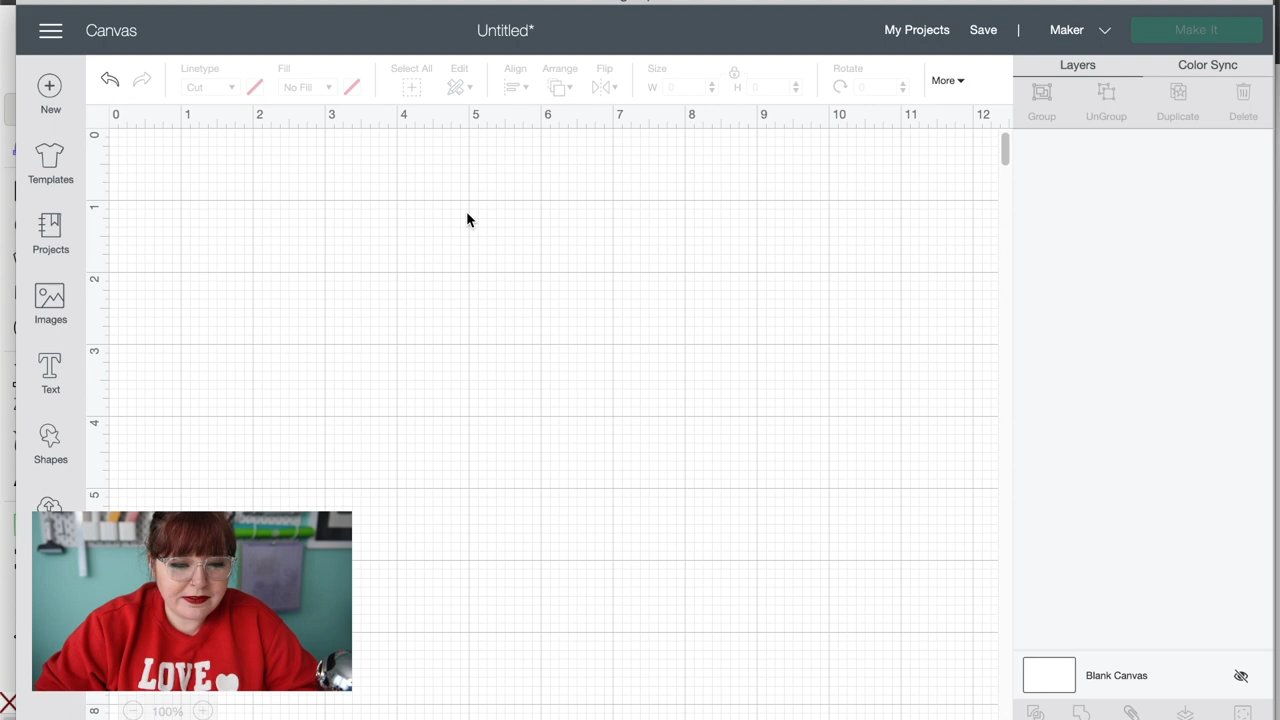 Canvas
Untitled*
My Projects Save | Maker Make It
Linetype Fill Select All Edit Align Arrange Flip Size Rotate
Cut No Fill W 0 H 0 0 More
Layers Color Sync
Group UnGroup Duplicate Delete
New
Templates
Projects
Images
Text
Shapes
0 1 2 3 4 5 6 7 8 9 10 11 12
0
1
2
3
4
5
8
LOVE
100%
Blank Canvas